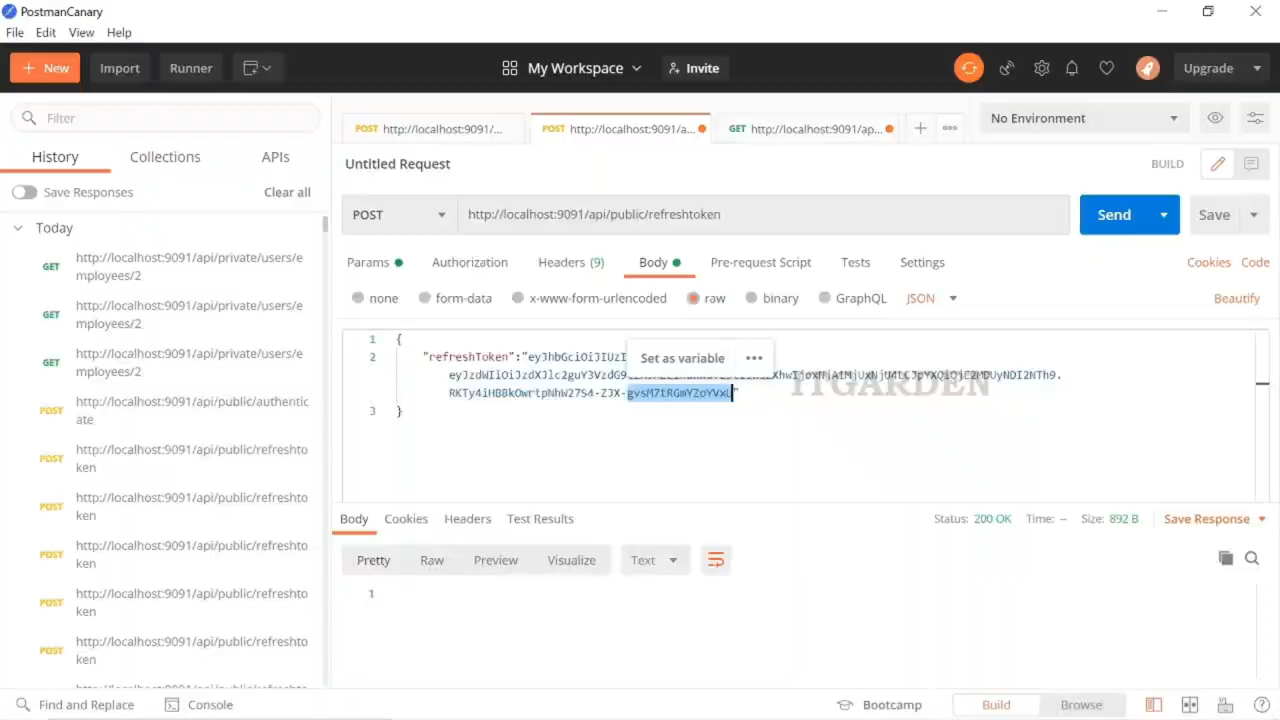 PostmanCanary
File Edit View Help
+ New Import Runner My Workspace Invite Upgrade
Filter
History Collections APIs
Save Responses Clear all
Today
GET http://localhost:9091/api/private/users/e
mployees/2
GET http://localhost:9091/api/private/users/e
mployees/2
GET http://localhost:9091/api/private/users/e
mployees/2
POST http://localhost:9091/api/public/authentic
ate
POST http://localhost:9091/api/public/refreshto
ken
POST http://localhost:9091/api/public/refreshto
ken
POST http://localhost:9091/api/public/refreshto
ken
POST http://localhost:9091/api/public/refreshto
ken
POST http://localhost:9091/api/public/refreshto
ken
POST http://localhost:9091/... POST http://localhost:9091/a... GET http://localhost:9091/ap... + ooo No Environment
Untitled Request BUILD
POST http://localhost:9091/api/public/refreshtoken Send Save
Params Authorization Headers (9) Body Pre-request Script Tests Settings Cookies Code
none form-data x-www-form-urlencoded raw binary GraphQL JSON Beautify
1 {
2 "refreshToken":"eyJhbGciOiJIUzI
Set as variable •••
ITGARDEN
3 }
Body Cookies Headers Test Results Status: 200 OK Time: – Size: 892 B Save Response
Pretty Raw Preview Visualize Text
1
Find and Replace Console Bootcamp Build Browse